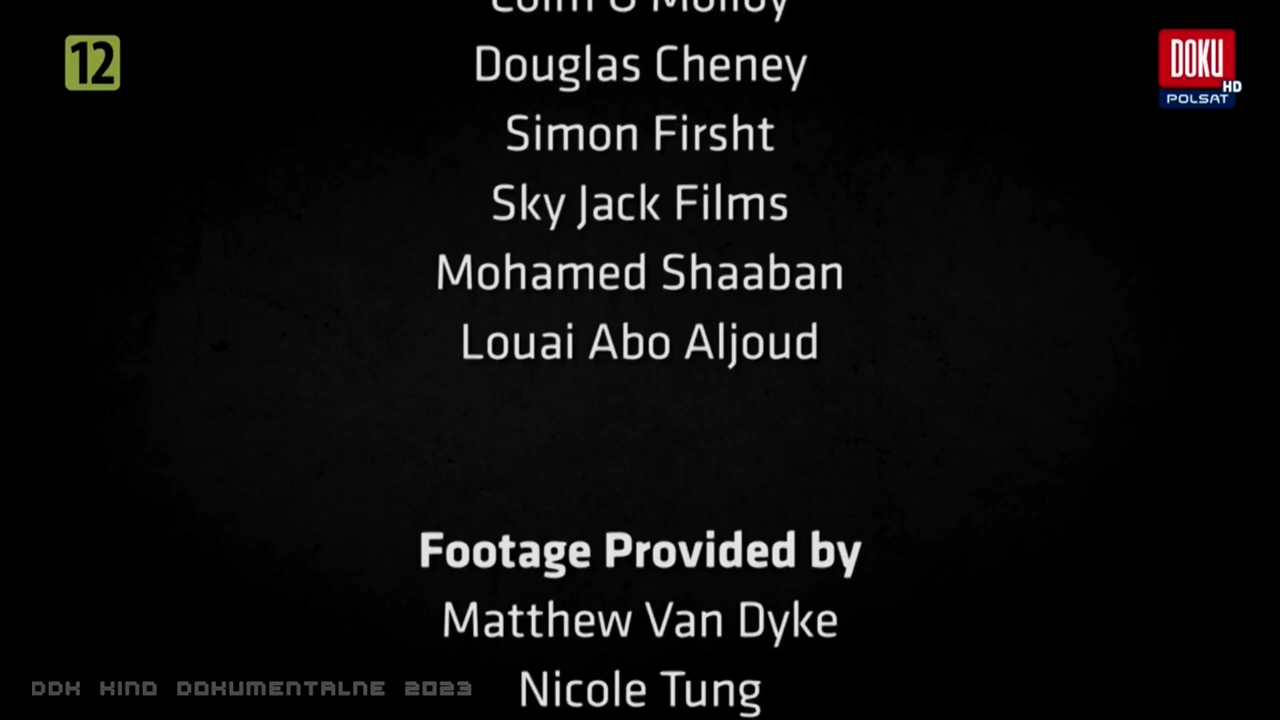 Douglas Cheney
12
DOKU
HD
POLSAT
Simon Firsht
Sky Jack Films
Mohamed Shaaban
Louai Abo Aljoud
Footage Provided by
Matthew Van Dyke
DDK KINO DOKUMENTALNE 2023
Nicole Tung